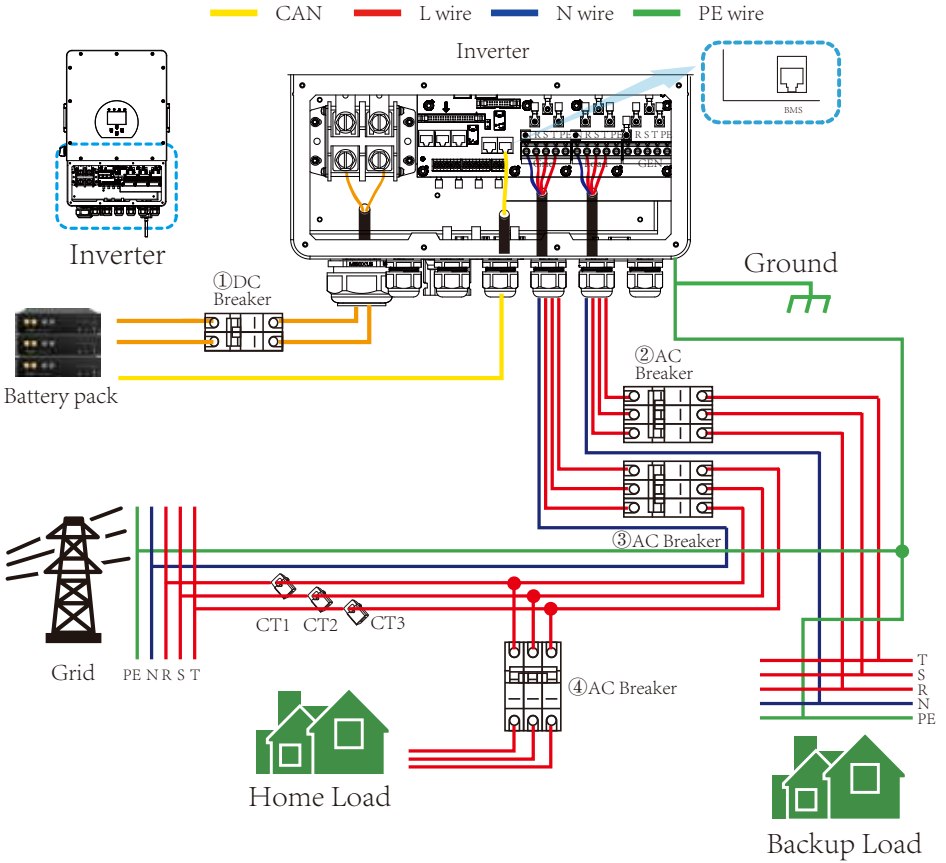 CAN
L wire
N wire
PE wire
Inverter
BMS
R S T PE
R S T PE
R S T PE
GEN
Inverter
Ground
①DC
Breaker
Battery pack
②AC
Breaker
③AC Breaker
CT1
CT2
CT3
Grid
PE N R S T
④AC Breaker
T
S
R
N
PE
Home Load
Backup Load